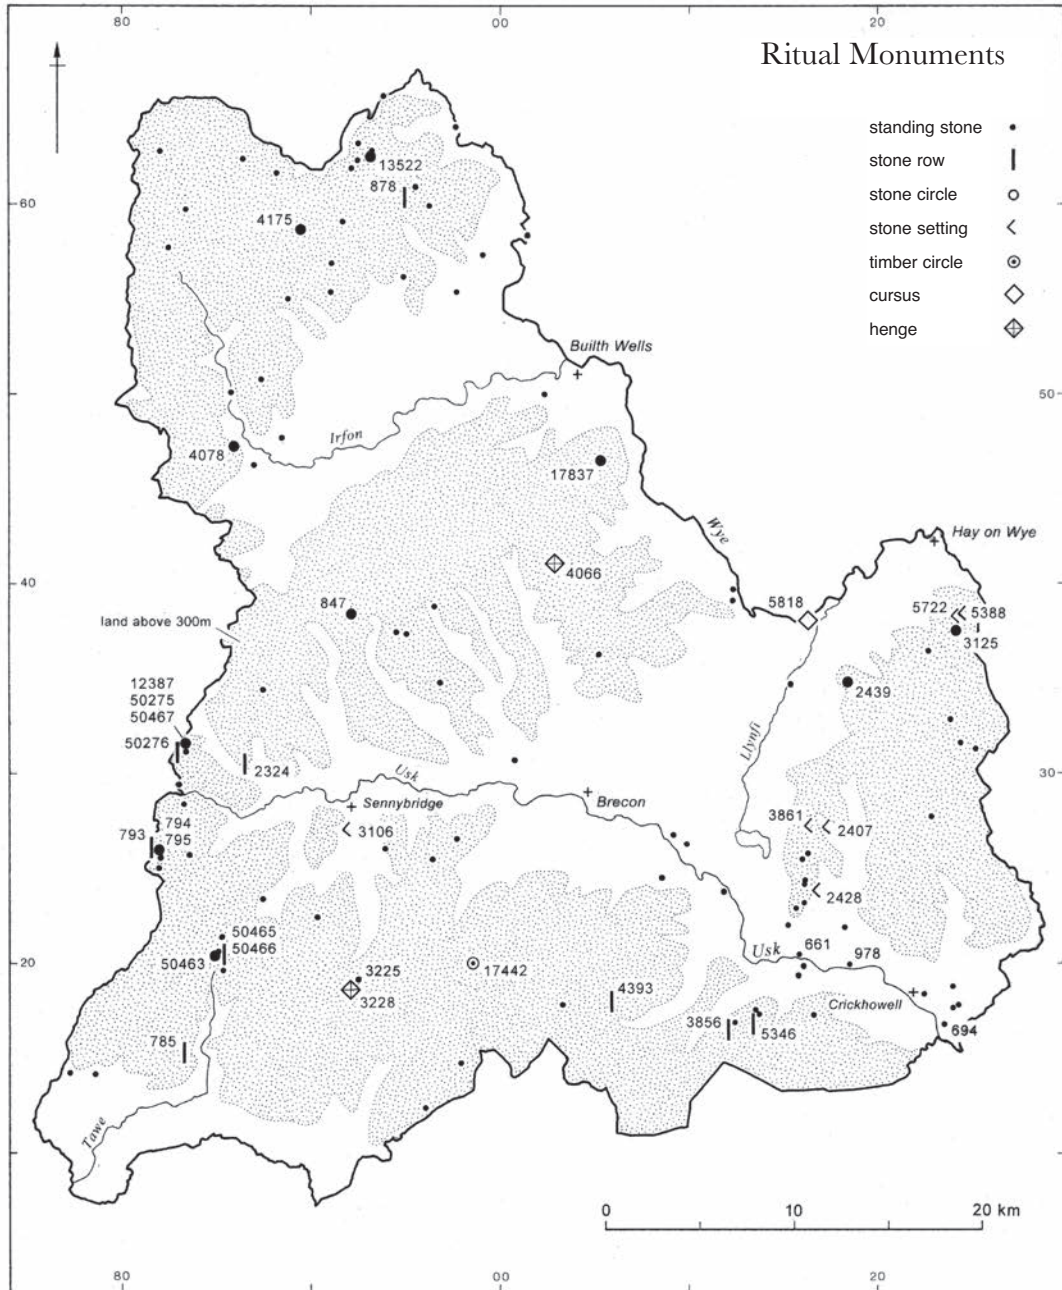 80
00
20
Ritual Monuments
standing stone
stone row
stone circle
stone setting
timber circle
cursus
henge
13522
878
60
4175
Builth Wells
50
Irfon
4078
17837
Wye
Hay on Wye
40
4066
847
5818
5722
5388
3125
land above 300m
12387
50275
50467
2439
50276
2324
Llynfi
Usk
30
Sennybridge
Brecon
3861
2407
794
793
795
3106
2428
50465
50466
661
Usk
978
20
50463
3225
17442
3228
4393
Crickhowell
3856
5346
694
785
Tawe
0
10
20 km
80
00
20